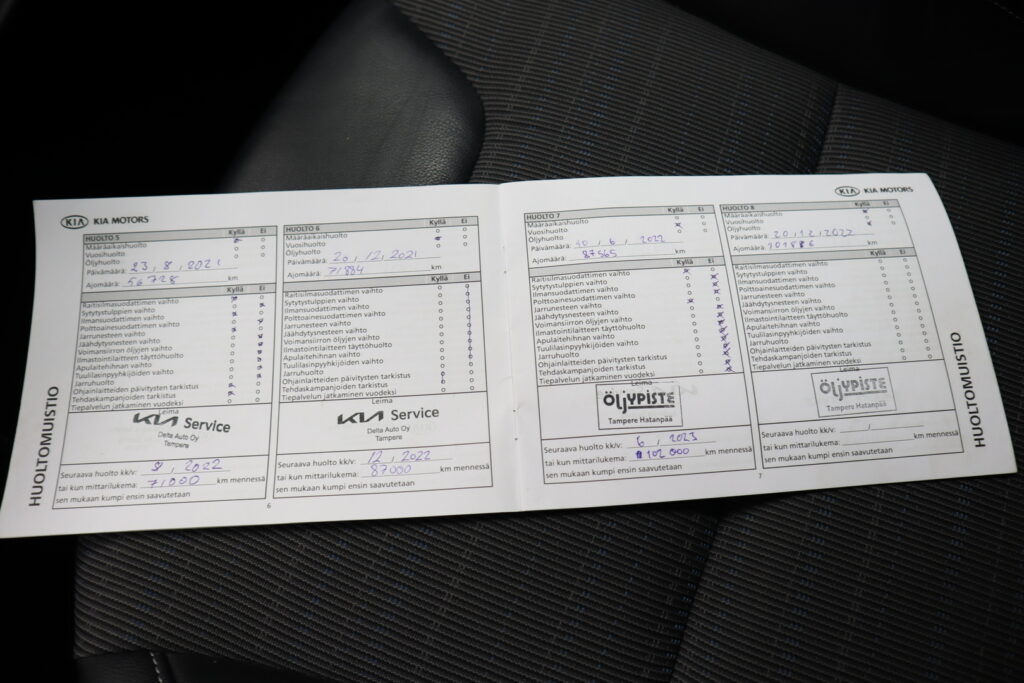 KIA KIA MOTORS
HUOLTO 5 Kyllä Ei
Määräaikaishuolto
Vuosihuolto
Öljyhuolto
Päivämäärä: 23, 8, 2021
Ajomäärä: 56728 km
Kyllä Ei
Raitisilmasuodattimen vaihto
Sytytystulppien vaihto
Ilmansuodattimen vaihto
Polttoainesuodattimen vaihto
Jarrunesteen vaihto
Jäähdytysnesteen vaihto
Voimansiirron öljyjen vaihto
Ilmastointilaitteen täyttöhuolto
Apulaitehihnan vaihto
Tuulilasinpyyhkijöiden vaihto
Jarruhuolto
Ohjainlaitteiden päivitysten tarkistus
Tehdaskampanjoiden tarkistus
Tiepalvelun jatkaminen vuodeksi
Leima
KIA Service
Delta Auto Oy
Tampere
Seuraava huolto kk/v: , 2022
tai kun mittarilukema: 71000 km mennessä
sen mukaan kumpi ensin saavutetaan
HUOLTOMUISTIO
6
HUOLTO 6 Kyllä Ei
Määräaikaishuolto
Vuosihuolto
Öljyhuolto
Päivämäärä: 20, 12, 2021
Ajomäärä: 71884 km
Kyllä Ei
Raitisilmasuodattimen vaihto
Sytytystulppien vaihto
Ilmansuodattimen vaihto
Polttoainesuodattimen vaihto
Jarrunesteen vaihto
Jäähdytysnesteen vaihto
Voimansiirron öljyjen vaihto
Ilmastointilaitteen täyttöhuolto
Apulaitehihnan vaihto
Tuulilasinpyyhkijöiden vaihto
Jarruhuolto
Ohjainlaitteiden päivitysten tarkistus
Tehdaskampanjoiden tarkistus
Tiepalvelun jatkaminen vuodeksi
Leima
KIA Service
Delta Auto Oy
Tampere
Seuraava huolto kk/v: 12, 2022
tai kun mittarilukema: 87000 km mennessä
sen mukaan kumpi ensin saavutetaan
KIA KIA MOTORS
HUOLTO 7 Kyllä Ei
Määräaikaishuolto
Vuosihuolto
Öljyhuolto
Päivämäärä: 30, 6, 2022
Ajomäärä: 87565 km
Kyllä Ei
Raitisilmasuodattimen vaihto
Sytytystulppien vaihto
Ilmansuodattimen vaihto
Polttoainesuodattimen vaihto
Jarrunesteen vaihto
Jäähdytysnesteen vaihto
Voimansiirron öljyjen vaihto
Ilmastointilaitteen täyttöhuolto
Apulaitehihnan vaihto
Tuulilasinpyyhkijöiden vaihto
Jarruhuolto
Ohjainlaitteiden päivitysten tarkistus
Tehdaskampanjoiden tarkistus
Tiepalvelun jatkaminen vuodeksi
Leima
ÖLJYPISTE
Tampere Hatanpää
Seuraava huolto kk/v: 6, 2023
tai kun mittarilukema: 102 000 km mennessä
sen mukaan kumpi ensin saavutetaan
7
HUOLTO 8 Kyllä Ei
Määräaikaishuolto
Vuosihuolto
Öljyhuolto
Päivämäärä: 20, 12, 2022
Ajomäärä: km
Kyllä Ei
Raitisilmasuodattimen vaihto
Sytytystulppien vaihto
Ilmansuodattimen vaihto
Polttoainesuodattimen vaihto
Jarrunesteen vaihto
Jäähdytysnesteen vaihto
Voimansiirron öljyjen vaihto
Ilmastointilaitteen täyttöhuolto
Apulaitehihnan vaihto
Tuulilasinpyyhkijöiden vaihto
Jarruhuolto
Ohjainlaitteiden päivitysten tarkistus
Tehdaskampanjoiden tarkistus
Tiepalvelun jatkaminen vuodeksi
Leima
ÖLJYPISTE
Tampere Hatanpää
Seuraava huolto kk/v: ,
tai kun mittarilukema: km mennessä
sen mukaan kumpi ensin saavutetaan
HUOLTOMUISTIO